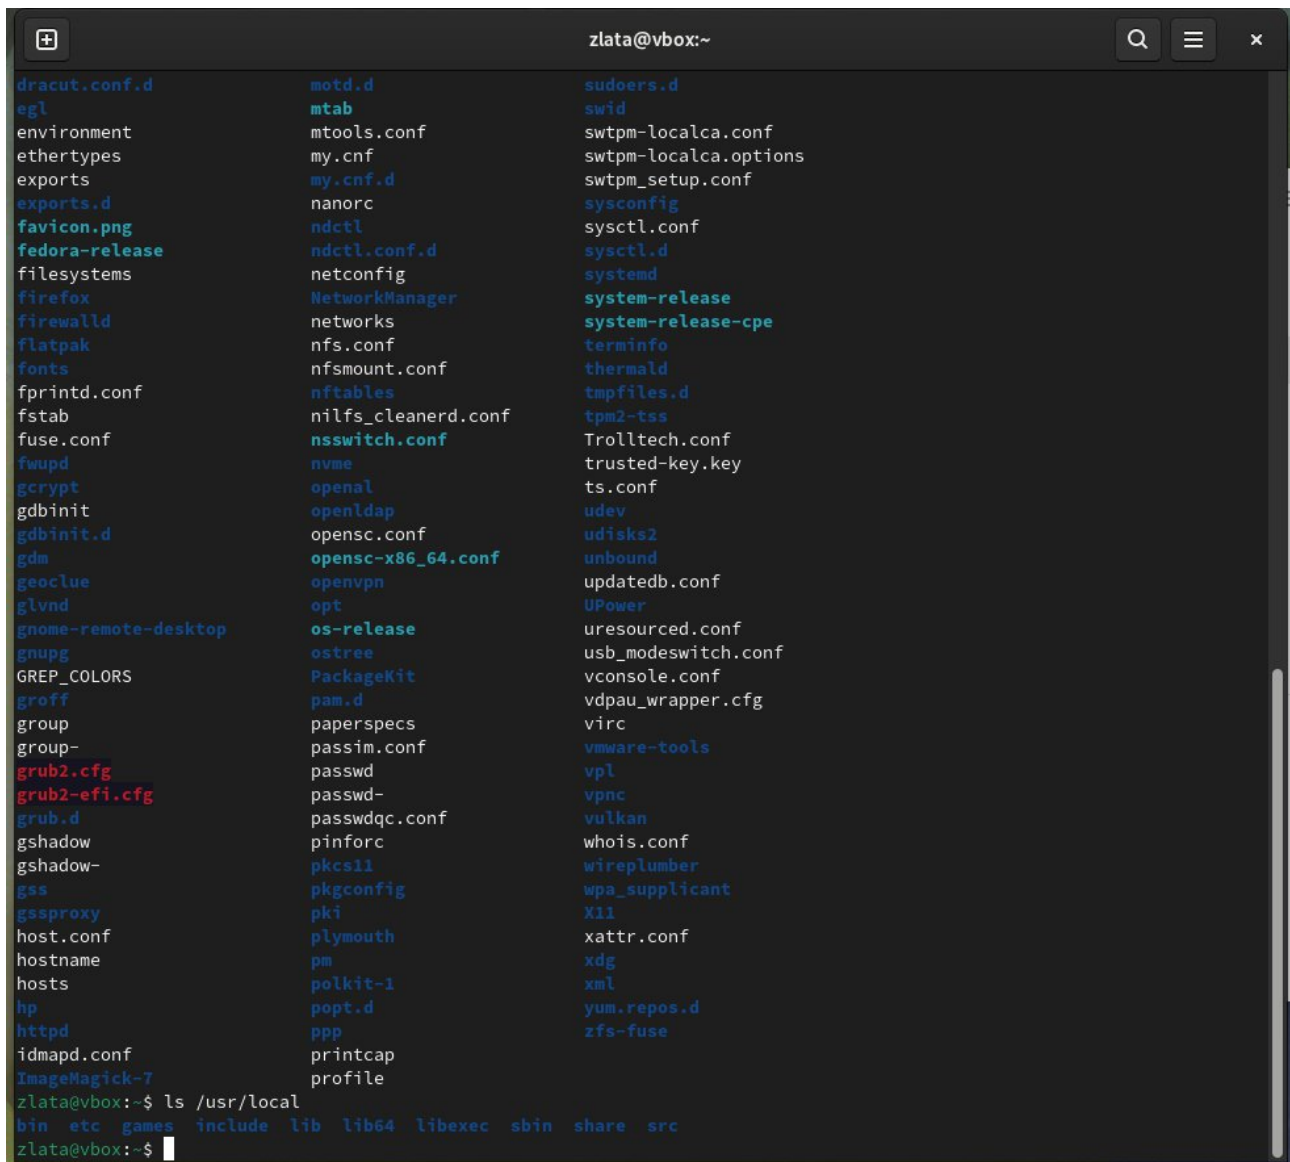 zlata@vbox:~
dracut.conf.d motd.d sudoers.d
egl mtab swid
environment mtools.conf swtpm-localca.conf
ethertypes my.cnf swtpm-localca.options
exports my.cnf.d swtpm_setup.conf
exports.d nanorc sysconfig
favicon.png ndctl sysctl.conf
fedora-release ndctl.conf.d sysctl.d
filesystems netconfig systemd
firefox NetworkManager system-release
firewalld networks system-release-cpe
flatpak nfs.conf terminfo
fonts nfsmount.conf thermald
fprintd.conf nftables tmpfiles.d
fstab nilfs_cleanerd.conf tpm2-tss
fuse.conf nsswitch.conf Trolltech.conf
fwupd nvme trusted-key.key
gcrypt openal ts.conf
gdbinit openldap udev
gdbinit.d opensc.conf udisks2
gdm opensc-x86_64.conf unbound
geoclue openvpn updatedb.conf
glvnd opt UPower
gnome-remote-desktop os-release uresourced.conf
gnupg ostree usb_modeswitch.conf
GREP_COLORS PackageKit vconsole.conf
groff pam.d vdpau_wrapper.cfg
group paperspecs virc
group- passim.conf vmware-tools
grub2.cfg passwd vpl
grub2-efi.cfg passwd- vpnc
grub.d passwdqc.conf vulkan
gshadow pinforc whois.conf
gshadow- pkcs11 wireplumber
gss pkgconfig wpa_supplicant
gssproxy pki X11
host.conf plymouth xattr.conf
hostname pm xdg
hosts polkit-1 xml
hp popt.d yum.repos.d
httpd ppp zfs-fuse
idmapd.conf printcap
ImageMagick-7 profile
zlata@vbox:~$ ls /usr/local
bin etc games include lib lib64 libexec sbin share src
zlata@vbox:~$